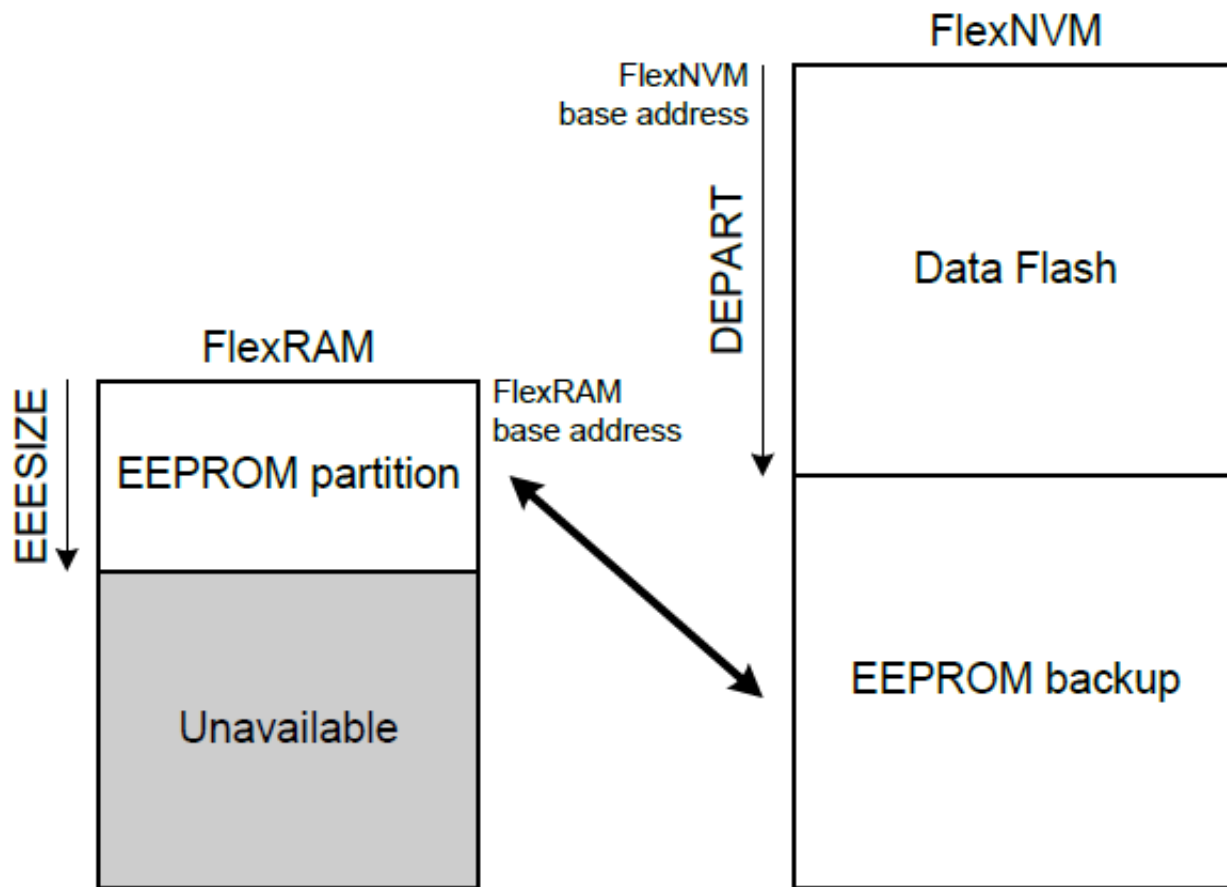 FlexNVM
FlexNVM
base address
DEPART
Data Flash
FlexRAM
EEESIZE
FlexRAM
base address
EEPROM partition
EEPROM backup
Unavailable